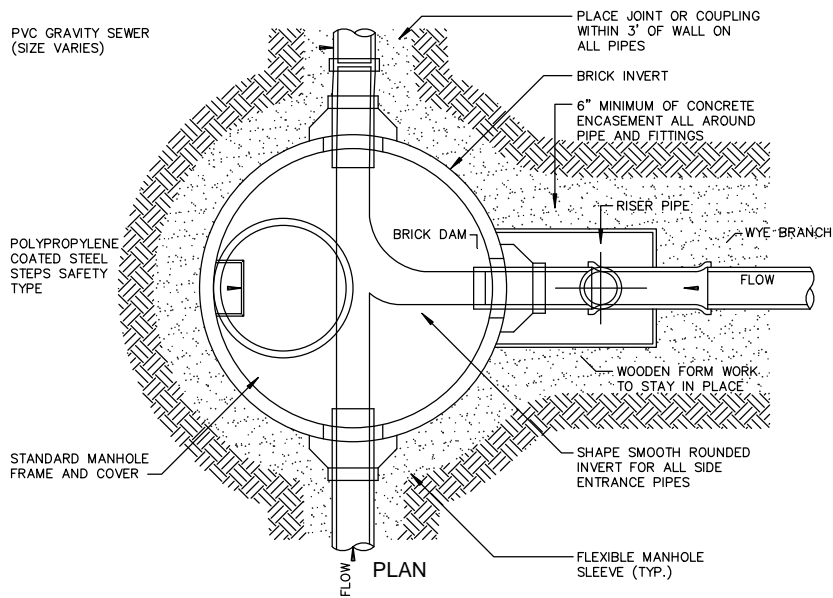 PVC GRAVITY SEWER
(SIZE VARIES)
PLACE JOINT OR COUPLING
WITHIN 3' OF WALL ON
ALL PIPES
BRICK INVERT
6" MINIMUM OF CONCRETE
ENCASEMENT ALL AROUND
PIPE AND FITTINGS
RISER PIPE
BRICK DAM
WYE BRANCH
POLYPROPYLENE
COATED STEEL
STEPS SAFETY
TYPE
FLOW
WOODEN FORM WORK
TO STAY IN PLACE
STANDARD MANHOLE
FRAME AND COVER
SHAPE SMOOTH ROUNDED
INVERT FOR ALL SIDE
ENTRANCE PIPES
FLEXIBLE MANHOLE
SLEEVE (TYP.)
FLOW
PLAN